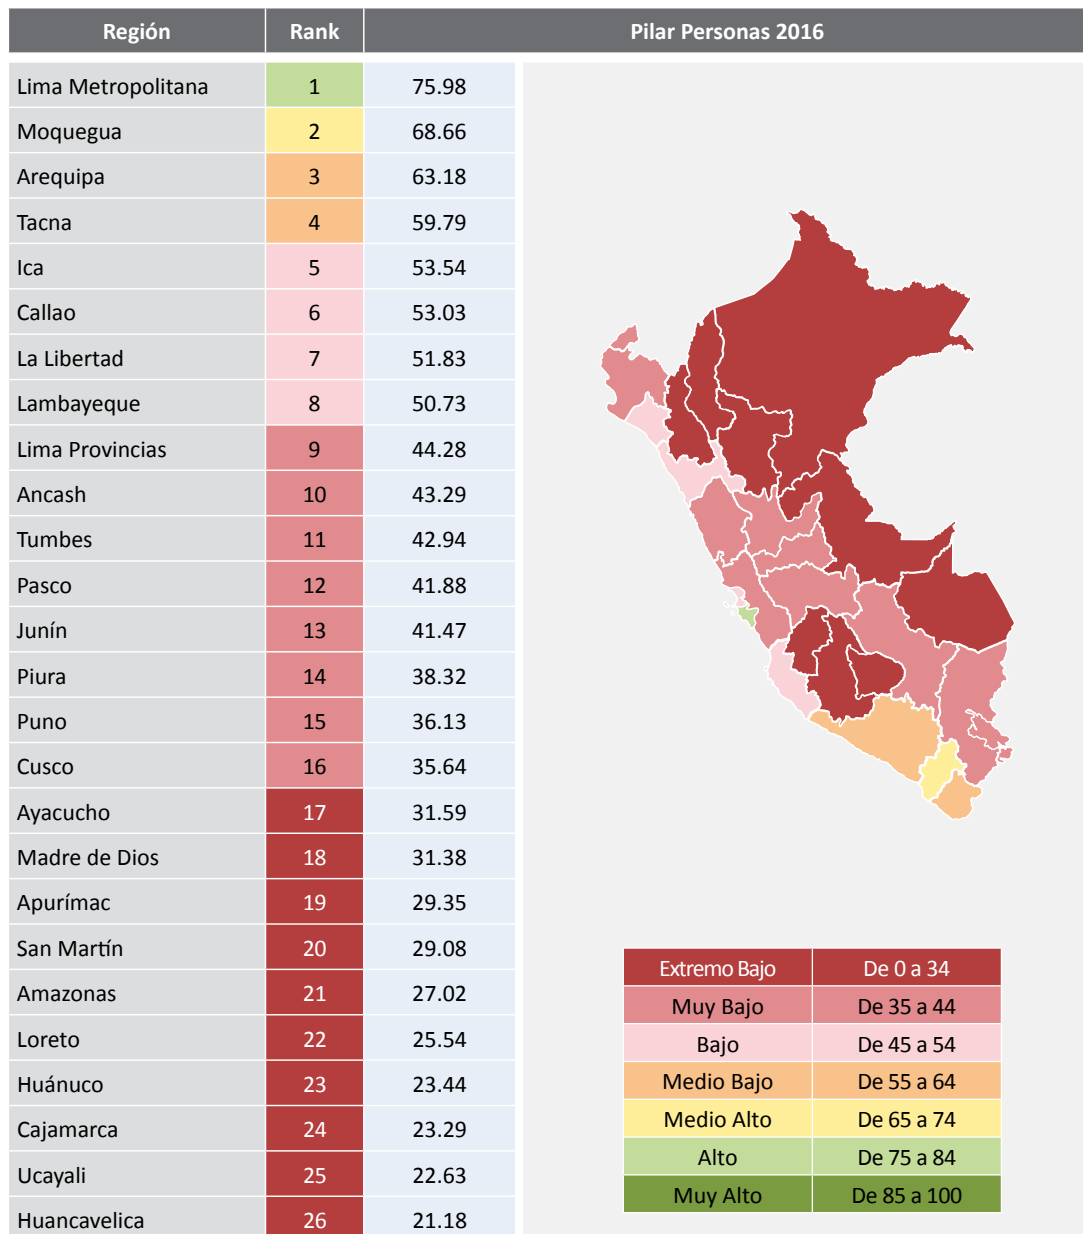 Región Rank Pilar Personas 2016
Lima Metropolitana 1 75.98
Moquegua 2 68.66
Arequipa 3 63.18
Tacna 4 59.79
Ica 5 53.54
Callao 6 53.03
La Libertad 7 51.83
Lambayeque 8 50.73
Lima Provincias 9 44.28
Ancash 10 43.29
Tumbes 11 42.94
Pasco 12 41.88
Junín 13 41.47
Piura 14 38.32
Puno 15 36.13
Cusco 16 35.64
Ayacucho 17 31.59
Madre de Dios 18 31.38
Apurímac 19 29.35
San Martín 20 29.08
Amazonas 21 27.02
Loreto 22 25.54
Huánuco 23 23.44
Cajamarca 24 23.29
Ucayali 25 22.63
Huancavelica 26 21.18
Extremo Bajo De 0 a 34
Muy Bajo De 35 a 44
Bajo De 45 a 54
Medio Bajo De 55 a 64
Medio Alto De 65 a 74
Alto De 75 a 84
Muy Alto De 85 a 100